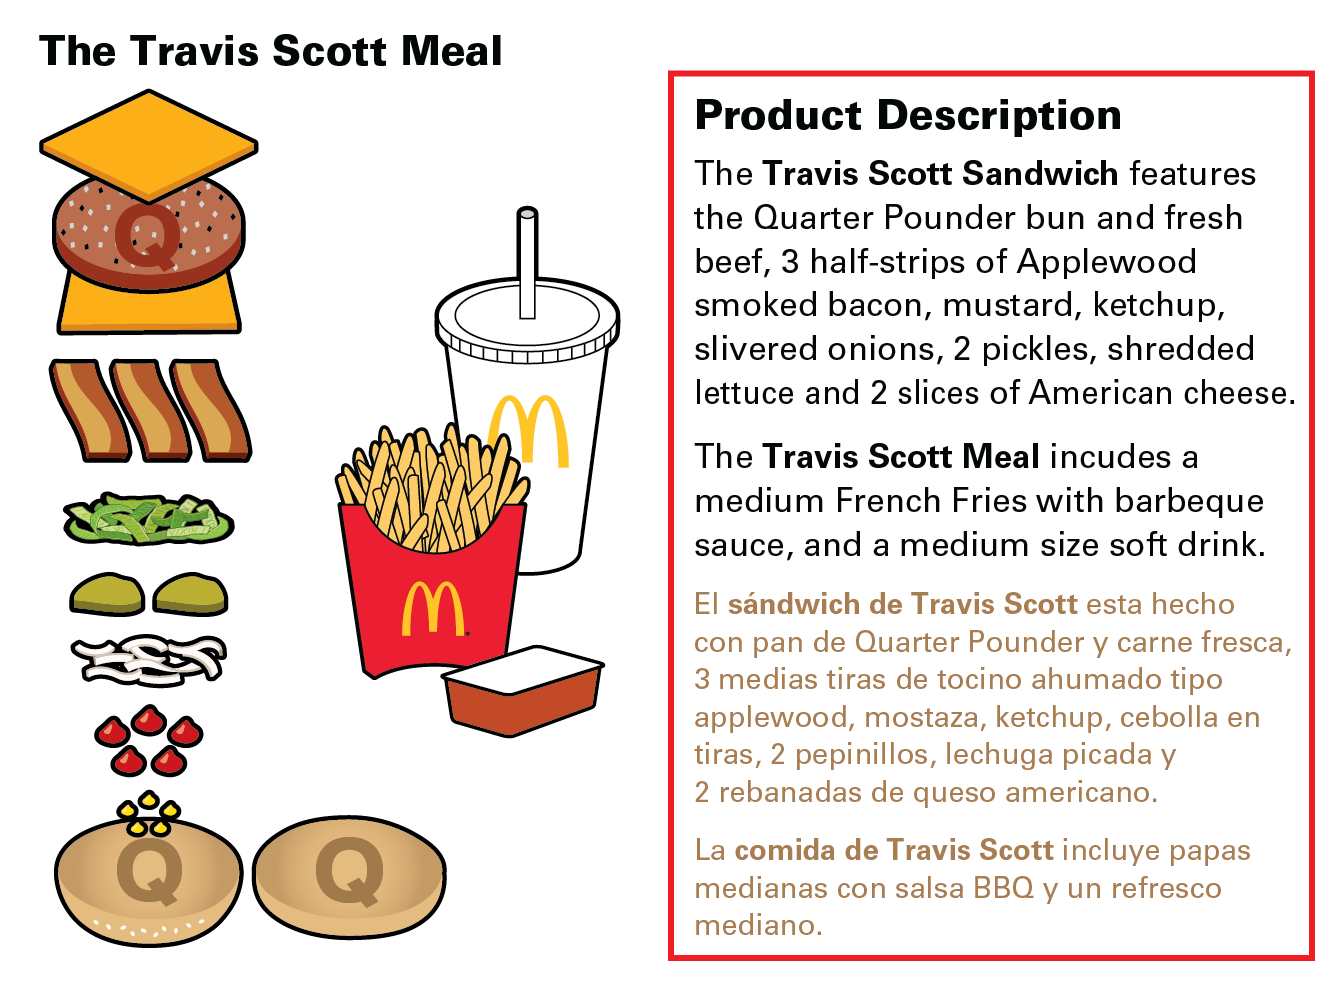 The Travis Scott Meal
Q
Q
Q
Product Description
The Travis Scott Sandwich features
the Quarter Pounder bun and fresh
beef, 3 half-strips of Applewood
smoked bacon, mustard, ketchup,
slivered onions, 2 pickles, shredded
lettuce and 2 slices of American cheese.
The Travis Scott Meal incudes a
medium French Fries with barbeque
sauce, and a medium size soft drink.
El sándwich de Travis Scott esta hecho
con pan de Quarter Pounder y carne fresca,
3 medias tiras de tocino ahumado tipo
applewood, mostaza, ketchup, cebolla en
tiras, 2 pepinillos, lechuga picada y
2 rebanadas de queso americano.
La comida de Travis Scott incluye papas
medianas con salsa BBQ y un refresco
mediano.